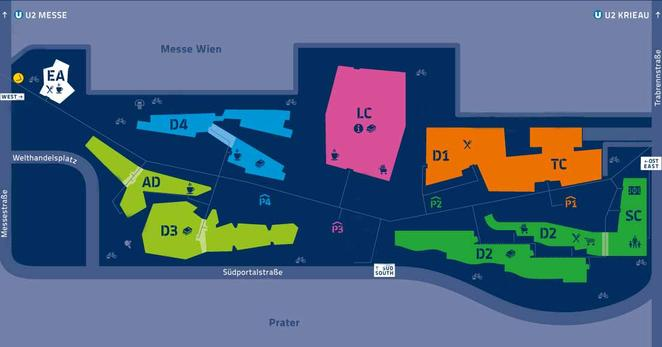 U U2 MESSE
U U2 KRIEAU
Messe Wien
Trabrennstraße
EA
WEST →
D4
LC
i
D1
TC
← OST
EAST
Welthandelsplatz
AD
P4
P3
P2
P1
SC
Messestraße
D3
D2
D2
Südportalstraße
↑ SÜD
SOUTH
Prater